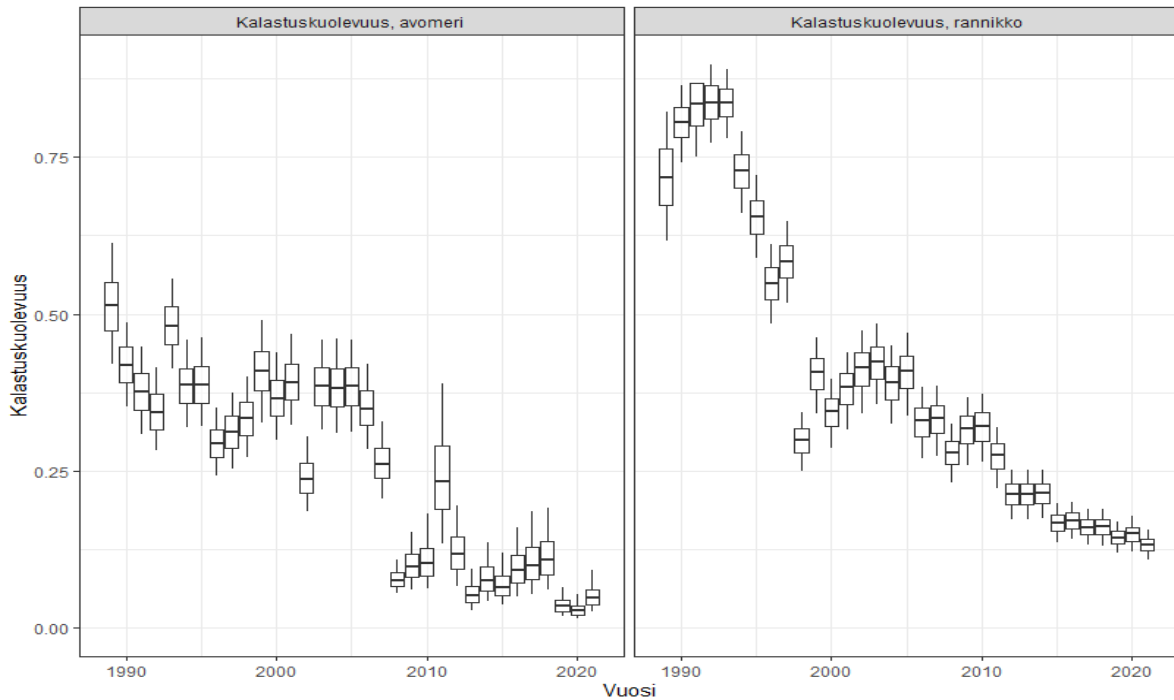 Kalastuskuolevuus, avomeri
Kalastuskuolevuus, rannikko
Kalastuskuolevuus
0.75
0.50
0.25
0.00
1990 2000 2010 2020
1990 2000 2010 2020
Vuosi